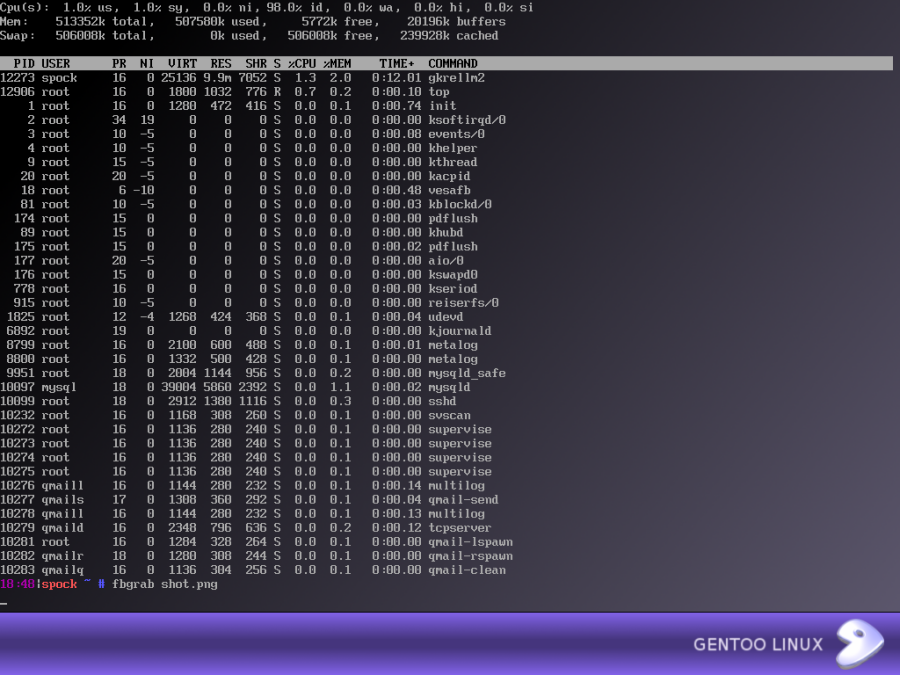 Cpu(s):  1.0% us,  1.0% sy,  0.0% ni, 98.0% id,  0.0% wa,  0.0% hi,  0.0% si
Mem:    513352k total,   507580k used,     5772k free,    20196k buffers
Swap:   506008k total,        0k used,   506008k free,   239928k cached
  PID USER      PR  NI  VIRT  RES  SHR S %CPU %MEM    TIME+  COMMAND
12273 spock     16   0 25136 9.9m 7052 S  1.3  2.0   0:12.01 gkrellm2
12906 root      16   0  1800 1032  776 R  0.7  0.2   0:00.10 top
    1 root      16   0  1280  472  416 S  0.0  0.1   0:00.74 init
    2 root      34  19     0    0    0 S  0.0  0.0   0:00.00 ksoftirqd/0
    3 root      10  -5     0    0    0 S  0.0  0.0   0:00.08 events/0
    4 root      10  -5     0    0    0 S  0.0  0.0   0:00.00 khelper
    9 root      15  -5     0    0    0 S  0.0  0.0   0:00.00 kthread
   20 root      20  -5     0    0    0 S  0.0  0.0   0:00.00 kacpid
   18 root       6 -10     0    0    0 S  0.0  0.0   0:00.48 vesafb
   81 root      10  -5     0    0    0 S  0.0  0.0   0:00.03 kblockd/0
  174 root      15   0     0    0    0 S  0.0  0.0   0:00.00 pdflush
   89 root      15   0     0    0    0 S  0.0  0.0   0:00.00 khubd
  175 root      15   0     0    0    0 S  0.0  0.0   0:00.02 pdflush
  177 root      20  -5     0    0    0 S  0.0  0.0   0:00.00 aio/0
  176 root      15   0     0    0    0 S  0.0  0.0   0:00.00 kswapd0
  778 root      16   0     0    0    0 S  0.0  0.0   0:00.00 kseriod
  915 root      10  -5     0    0    0 S  0.0  0.0   0:00.00 reiserfs/0
 1825 root      12  -4  1268  424  368 S  0.0  0.1   0:00.04 udevd
 6892 root      19   0     0    0    0 S  0.0  0.0   0:00.00 kjournald
 8799 root      16   0  2100  600  488 S  0.0  0.1   0:00.01 metalog
 8800 root      16   0  1332  500  428 S  0.0  0.1   0:00.00 metalog
 9951 root      18   0  2004 1144  956 S  0.0  0.2   0:00.00 mysqld_safe
10097 mysql     18   0 39004 5860 2392 S  0.0  1.1   0:00.02 mysqld
10099 root      18   0  2912 1380 1116 S  0.0  0.3   0:00.00 sshd
10232 root      16   0  1168  308  260 S  0.0  0.1   0:00.00 svscan
10272 root      16   0  1136  280  240 S  0.0  0.1   0:00.00 supervise
10273 root      16   0  1136  280  240 S  0.0  0.1   0:00.00 supervise
10274 root      16   0  1136  280  240 S  0.0  0.1   0:00.00 supervise
10275 root      16   0  1136  280  240 S  0.0  0.1   0:00.00 supervise
10276 qmaill    16   0  1144  280  232 S  0.0  0.1   0:00.14 multilog
10277 qmails    17   0  1308  360  292 S  0.0  0.1   0:00.04 qmail-send
10278 qmaill    16   0  1144  280  232 S  0.0  0.1   0:00.13 multilog
10279 qmaild    16   0  2348  796  636 S  0.0  0.2   0:00.12 tcpserver
10281 root      16   0  1284  328  264 S  0.0  0.1   0:00.00 qmail-lspawn
10282 qmailr    18   0  1280  308  244 S  0.0  0.1   0:00.00 qmail-rspawn
10283 qmailq    16   0  1136  304  256 S  0.0  0.1   0:00.00 qmail-clean
18:48|spock ~ # fbgrab shot.png
GENTOO LINUX